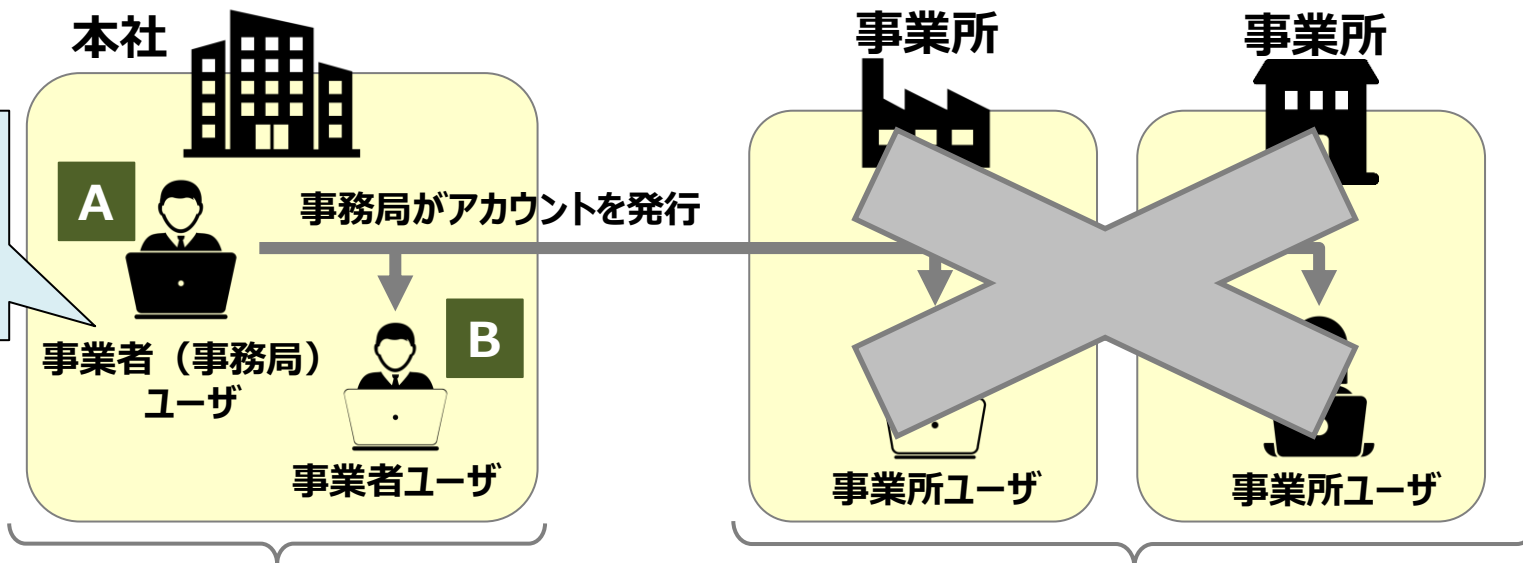 本社
事業所
事業所
A
事務局がアカウントを発行
事業者（事務局）
ユーザ
B
事業者ユーザ
事業所ユーザ
事業所ユーザ